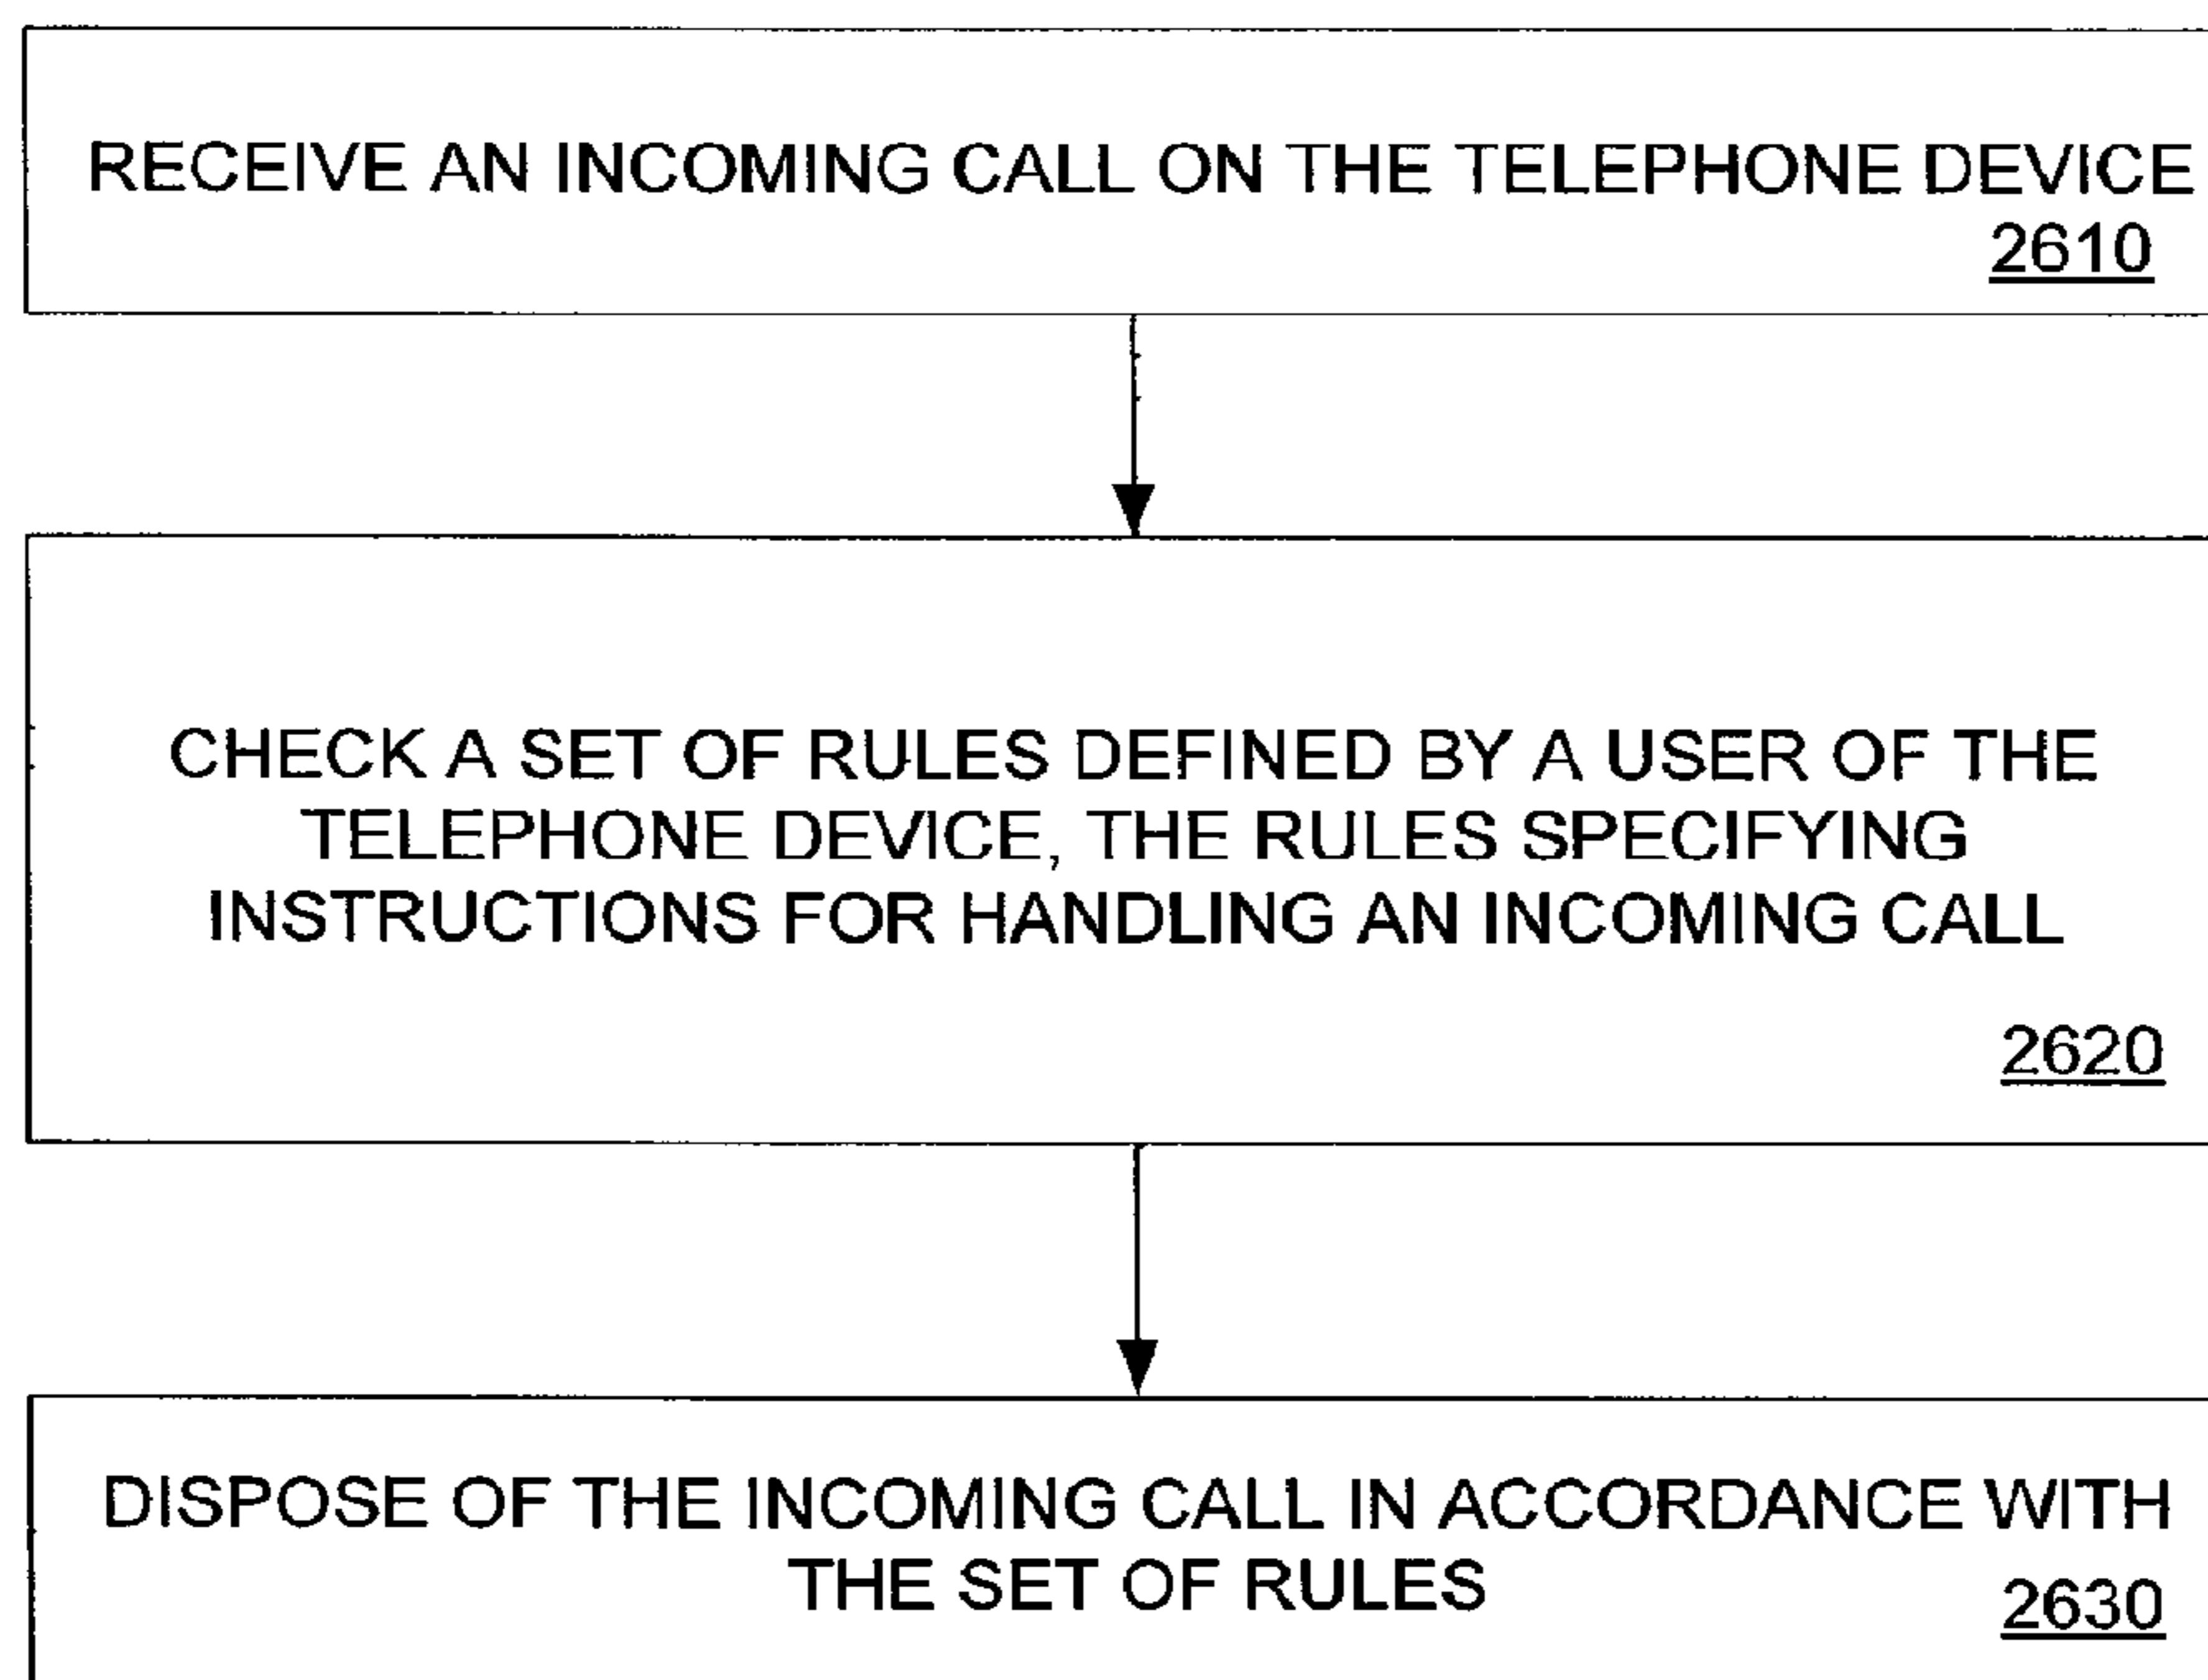 RECEIVE AN INCOMING CALL ON THE TELEPHONE DEVICE
2610
CHECK A SET OF RULES DEFINED BY A USER OF THE
TELEPHONE DEVICE, THE RULES SPECIFYING
INSTRUCTIONS FOR HANDLING AN INCOMING CALL
2620
DISPOSE OF THE INCOMING CALL IN ACCORDANCE WITH
THE SET OF RULES
2630